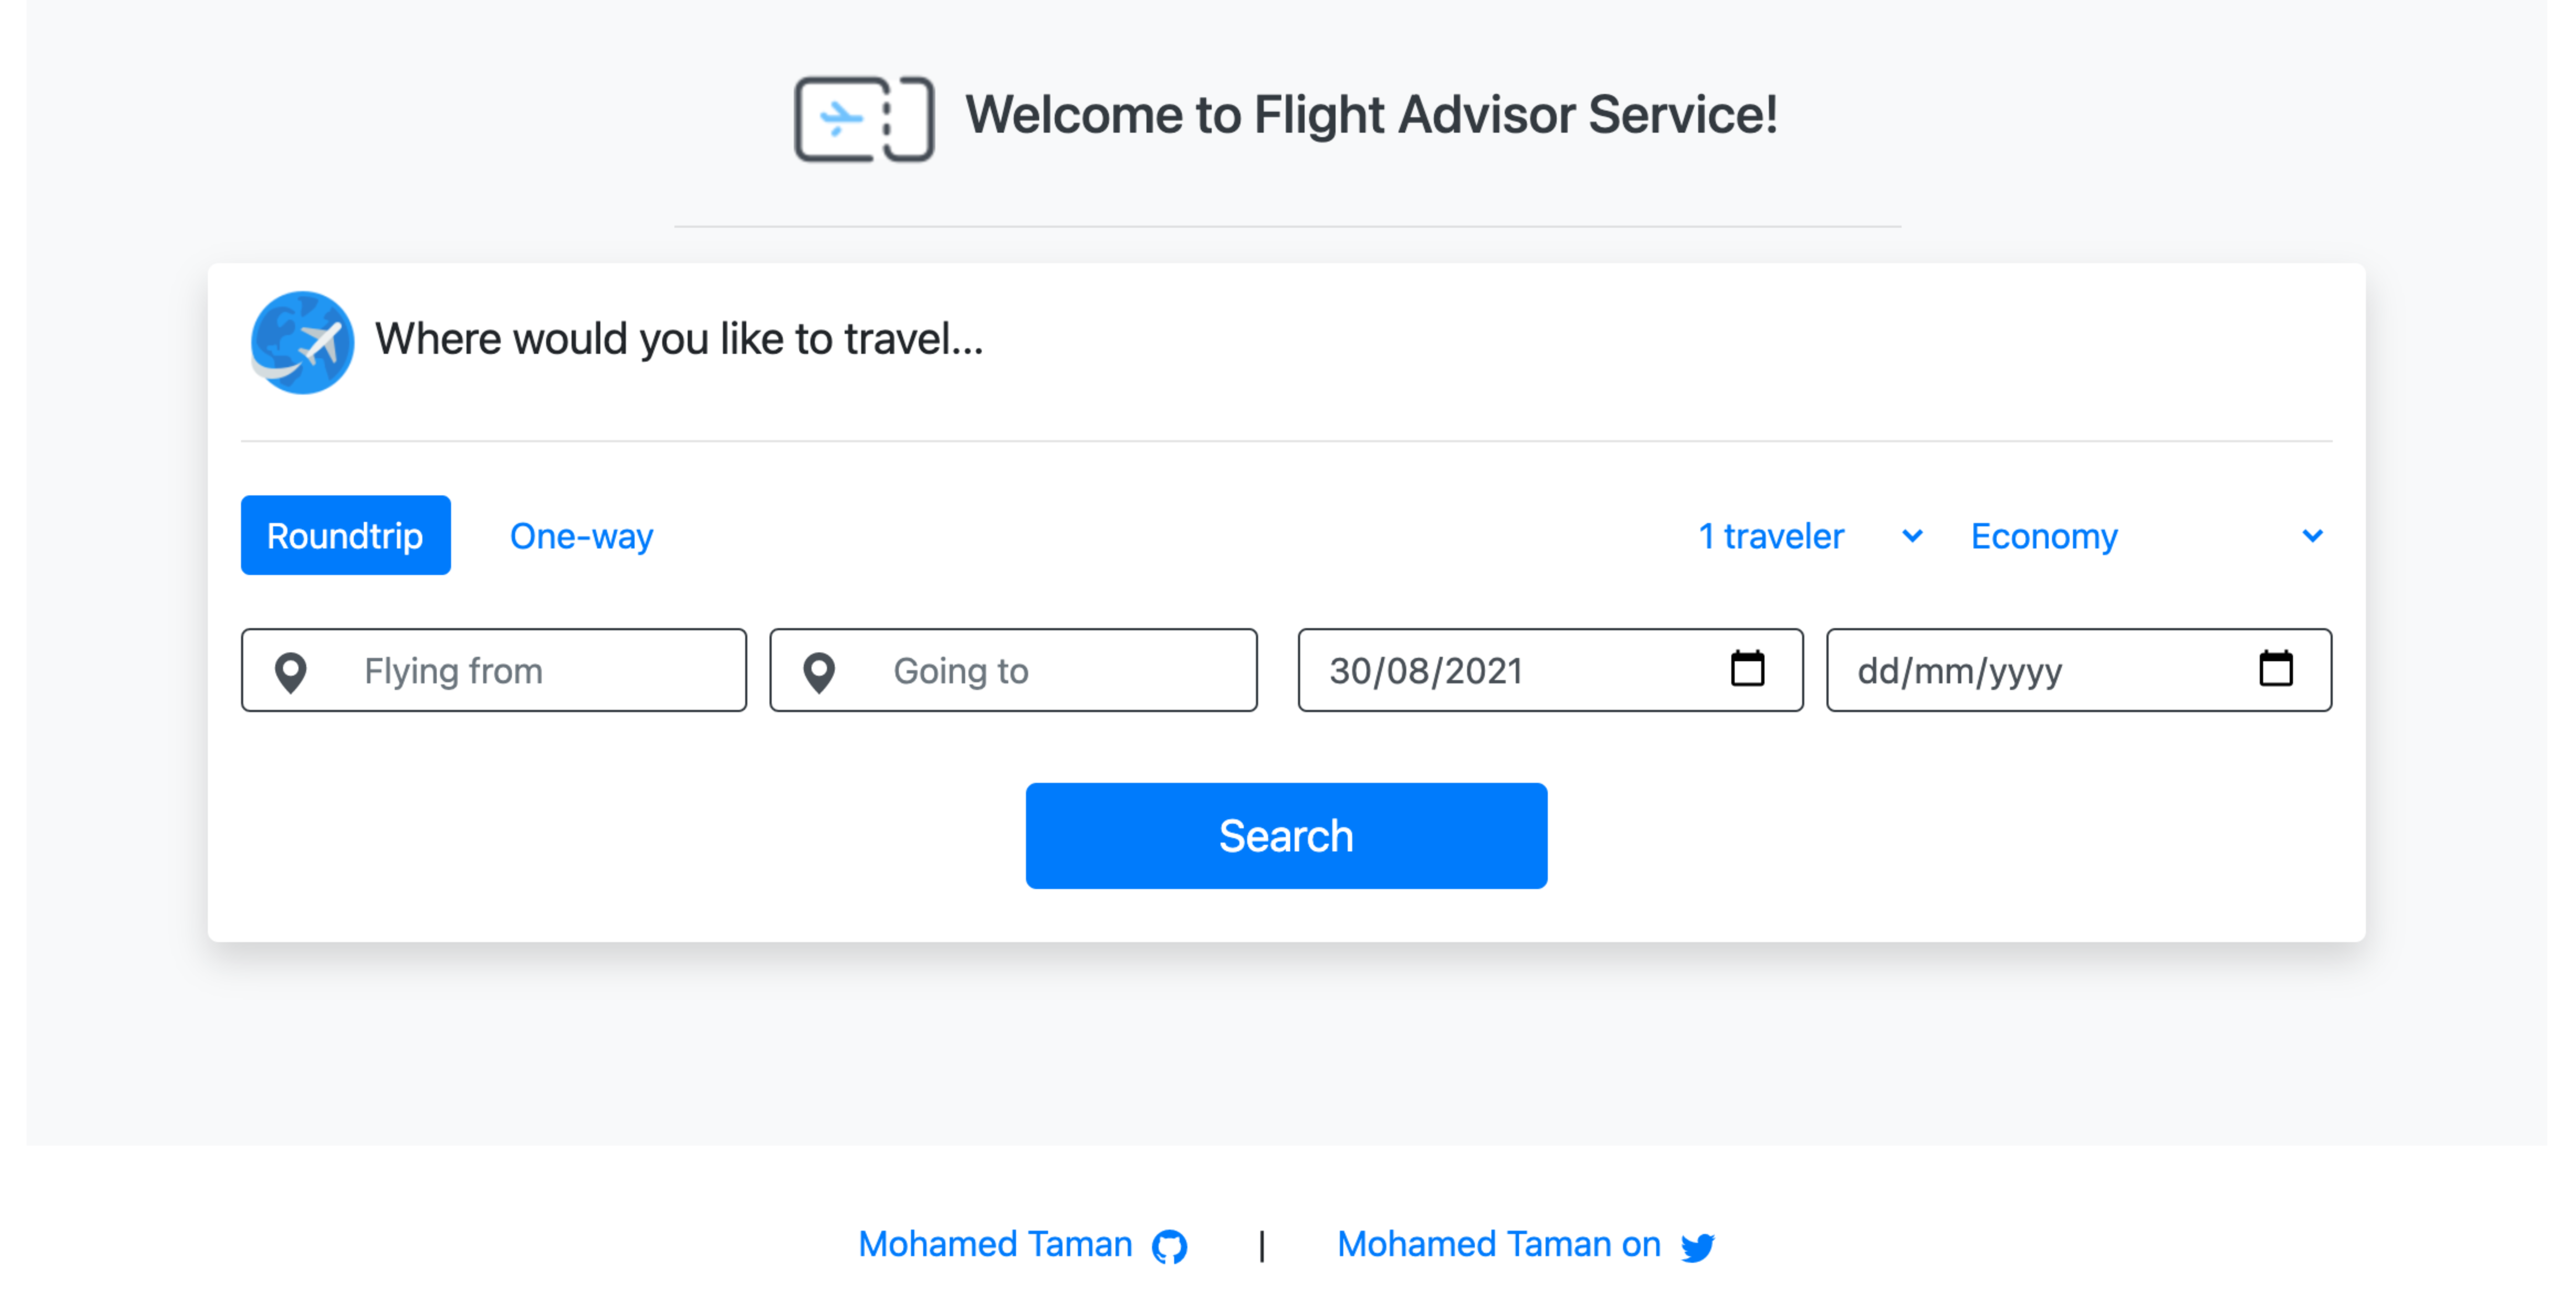 Welcome to Flight Advisor Service!
Where would you like to travel...
Roundtrip One-way 1 traveler Economy
Flying from Going to 30/08/2021 dd/mm/yyyy
Search
Mohamed Taman | Mohamed Taman on